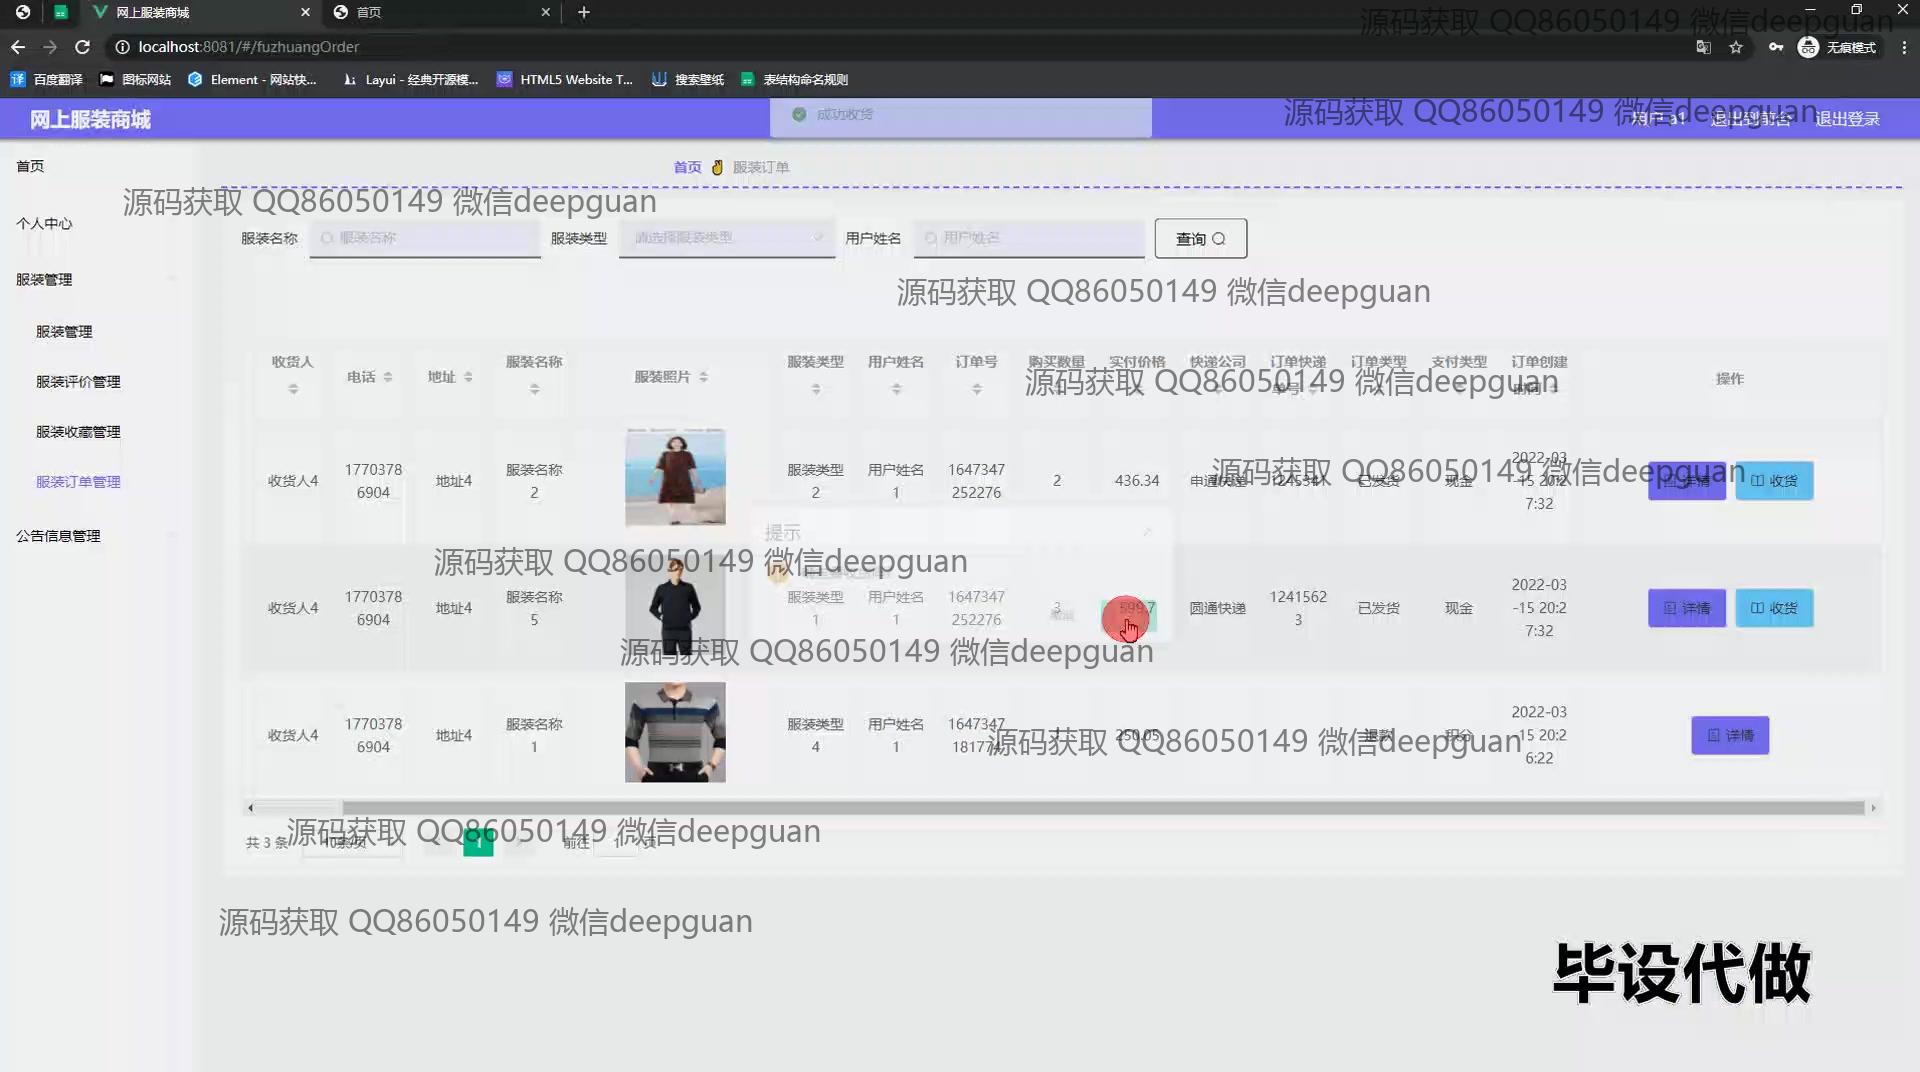 网上服装商城
首页
源码获取 QQ86050149 微信deepguan
localhost:8081/#/fuzhuangOrder
无痕模式
百度翻译
图标网站
Element - 网站快...
Layui - 经典开源模...
HTML5 Website T...
搜索壁纸
表结构命名规则
网上服装商城
成功收货
源码获取 QQ86050149 微信deepguan
退出登录
首页
个人中心
服装管理
服装管理
服装评价管理
服装收藏管理
服装订单管理
公告信息管理
首页 服装订单
源码获取 QQ86050149 微信deepguan
服装名称 服装名称 服装类型 请选择服装类型 用户姓名 用户姓名 查询
源码获取 QQ86050149 微信deepguan
收货人 电话 地址 服装名称 服装照片 服装类型 用户姓名 订单号 购买数量 实付价格 快递公司 订单快递单号 订单类型 支付类型 订单创建时间 操作
源码获取 QQ86050149 微信deepguan
收货人4 17703786904 地址4 服装名称2 服装类型2 用户姓名1 1647347252276 2 436.34 申通快递 已发货 现金 2022-03-15 20:27:32 详情 收货
源码获取 QQ86050149 微信deepguan
提示
源码获取 QQ86050149 微信deepguan
收货人4 17703786904 地址4 服装名称5 服装类型1 用户姓名1 1647347252276 3 599.7 圆通快递 12415623 已发货 现金 2022-03-15 20:27:32 详情 收货
源码获取 QQ86050149 微信deepguan
收货人4 17703786904 地址4 服装名称1 服装类型4 用户姓名1 1647347181774 250.05 退款 现金 2022-03-15 20:26:22 详情
源码获取 QQ86050149 微信deepguan
共 3 条 10条/页 1 前往 1 页
源码获取 QQ86050149 微信deepguan
源码获取 QQ86050149 微信deepguan
毕设代做